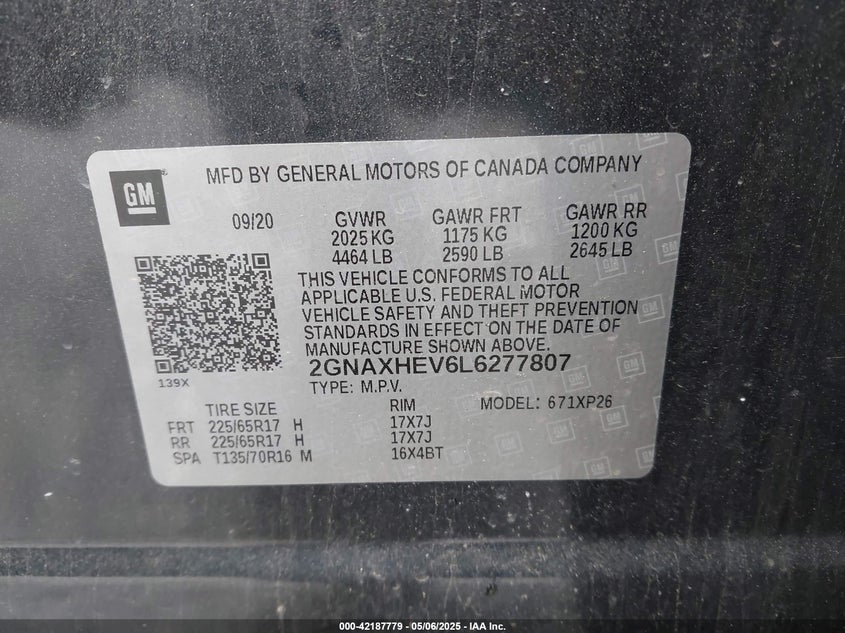 GM
MFD BY GENERAL MOTORS OF CANADA COMPANY
09/20 GVWR GAWR FRT GAWR RR
2025 KG 1175 KG 1200 KG
4464 LB 2590 LB 2645 LB
THIS VEHICLE CONFORMS TO ALL
APPLICABLE U.S. FEDERAL MOTOR
VEHICLE SAFETY AND THEFT PREVENTION
STANDARDS IN EFFECT ON THE DATE OF
MANUFACTURE SHOWN ABOVE.
139X
2GNAXHEV6L6277807
TYPE: M.P.V.
TIRE SIZE RIM MODEL: 671XP26
FRT 225/65R17 H 17X7J
RR 225/65R17 H 17X7J
SPA T135/70R16 M 16X4BT
000-42187779 - 05/06/2025 - IAA Inc.